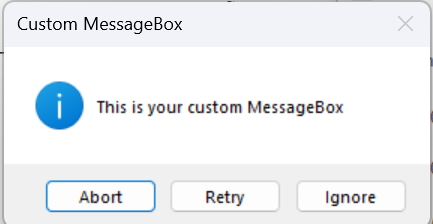 Custom MessageBox
This is your custom MessageBox
Abort
Retry
Ignore